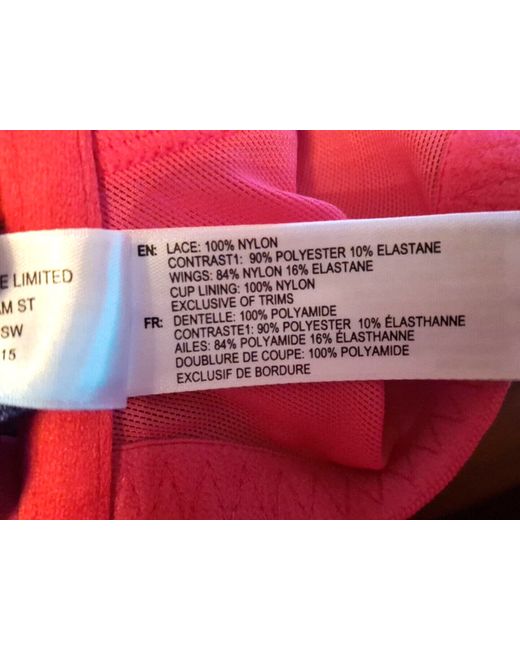 E LIMITED
AM ST
SW
15
EN: LACE: 100% NYLON
CONTRAST1: 90% POLYESTER 10% ELASTANE
WINGS: 84% NYLON 16% ELASTANE
CUP LINING: 100% NYLON
EXCLUSIVE OF TRIMS
FR: DENTELLE: 100% POLYAMIDE
CONTRASTE1: 90% POLYESTER 10% ÉLASTHANNE
AILES: 84% POLYAMIDE 16% ÉLASTHANNE
DOUBLURE DE COUPE: 100% POLYAMIDE
EXCLUSIF DE BORDURE